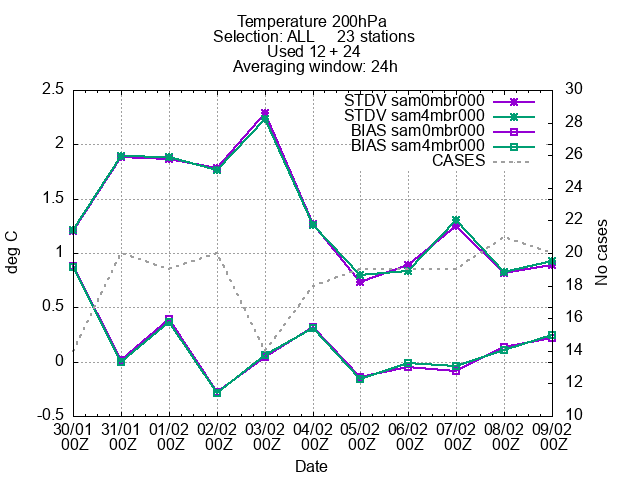 Temperature 200hPa
Selection: ALL 23 stations
Used 12 + 24
Averaging window: 24h
STDV sam0mbr000
STDV sam4mbr000
BIAS sam0mbr000
BIAS sam4mbr000
CASES
2.5
2
1.5
1
0.5
0
-0.5
deg C
30
28
26
24
22
20
18
16
14
12
10
No cases
30/01 31/01 01/02 02/02 03/02 04/02 05/02 06/02 07/02 08/02 09/02
00Z 00Z 00Z 00Z 00Z 00Z 00Z 00Z 00Z 00Z 00Z
Date